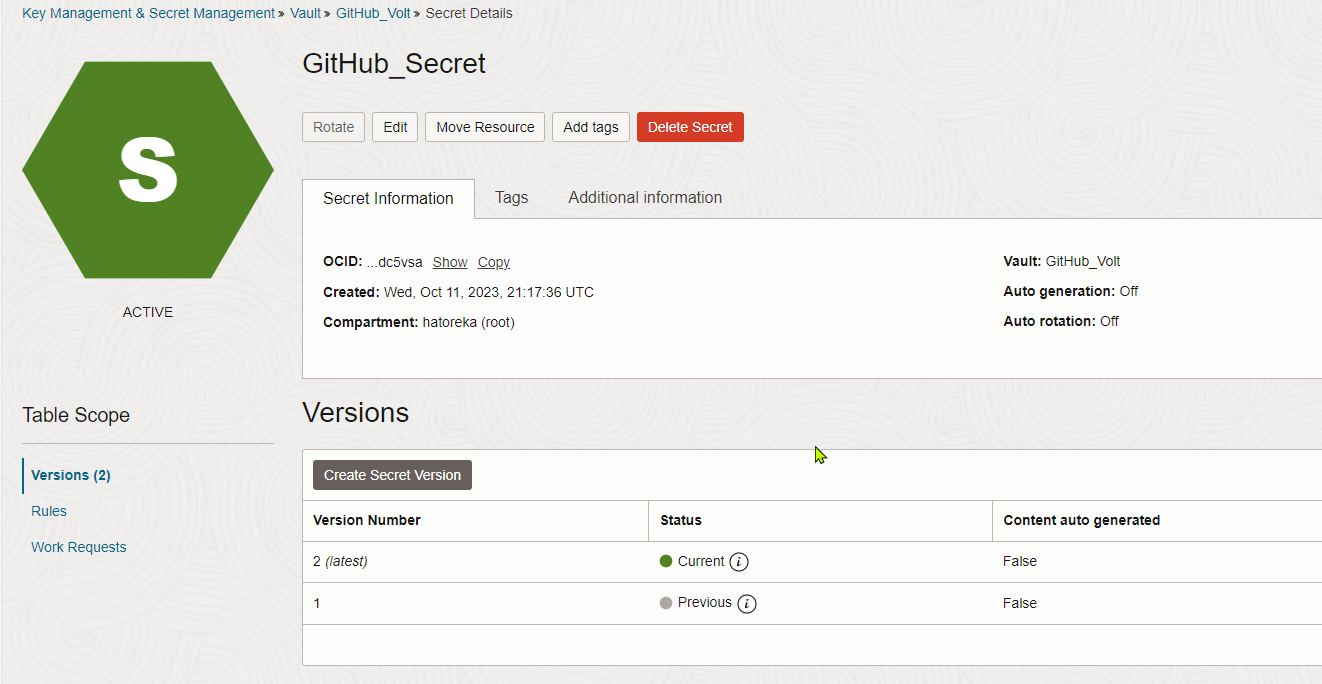 Key Management & Secret Management » Vault » GitHub_Volt » Secret Details
S
ACTIVE
GitHub_Secret
Rotate Edit Move Resource Add tags Delete Secret
Secret Information Tags Additional information
OCID: ...dc5vsa Show Copy
Created: Wed, Oct 11, 2023, 21:17:36 UTC
Compartment: hatoreka (root)
Vault: GitHub_Volt
Auto generation: Off
Auto rotation: Off
Table Scope
Versions (2)
Rules
Work Requests
Versions
Create Secret Version
Version Number Status Content auto generated
2 (latest) Current i False
1 Previous i False